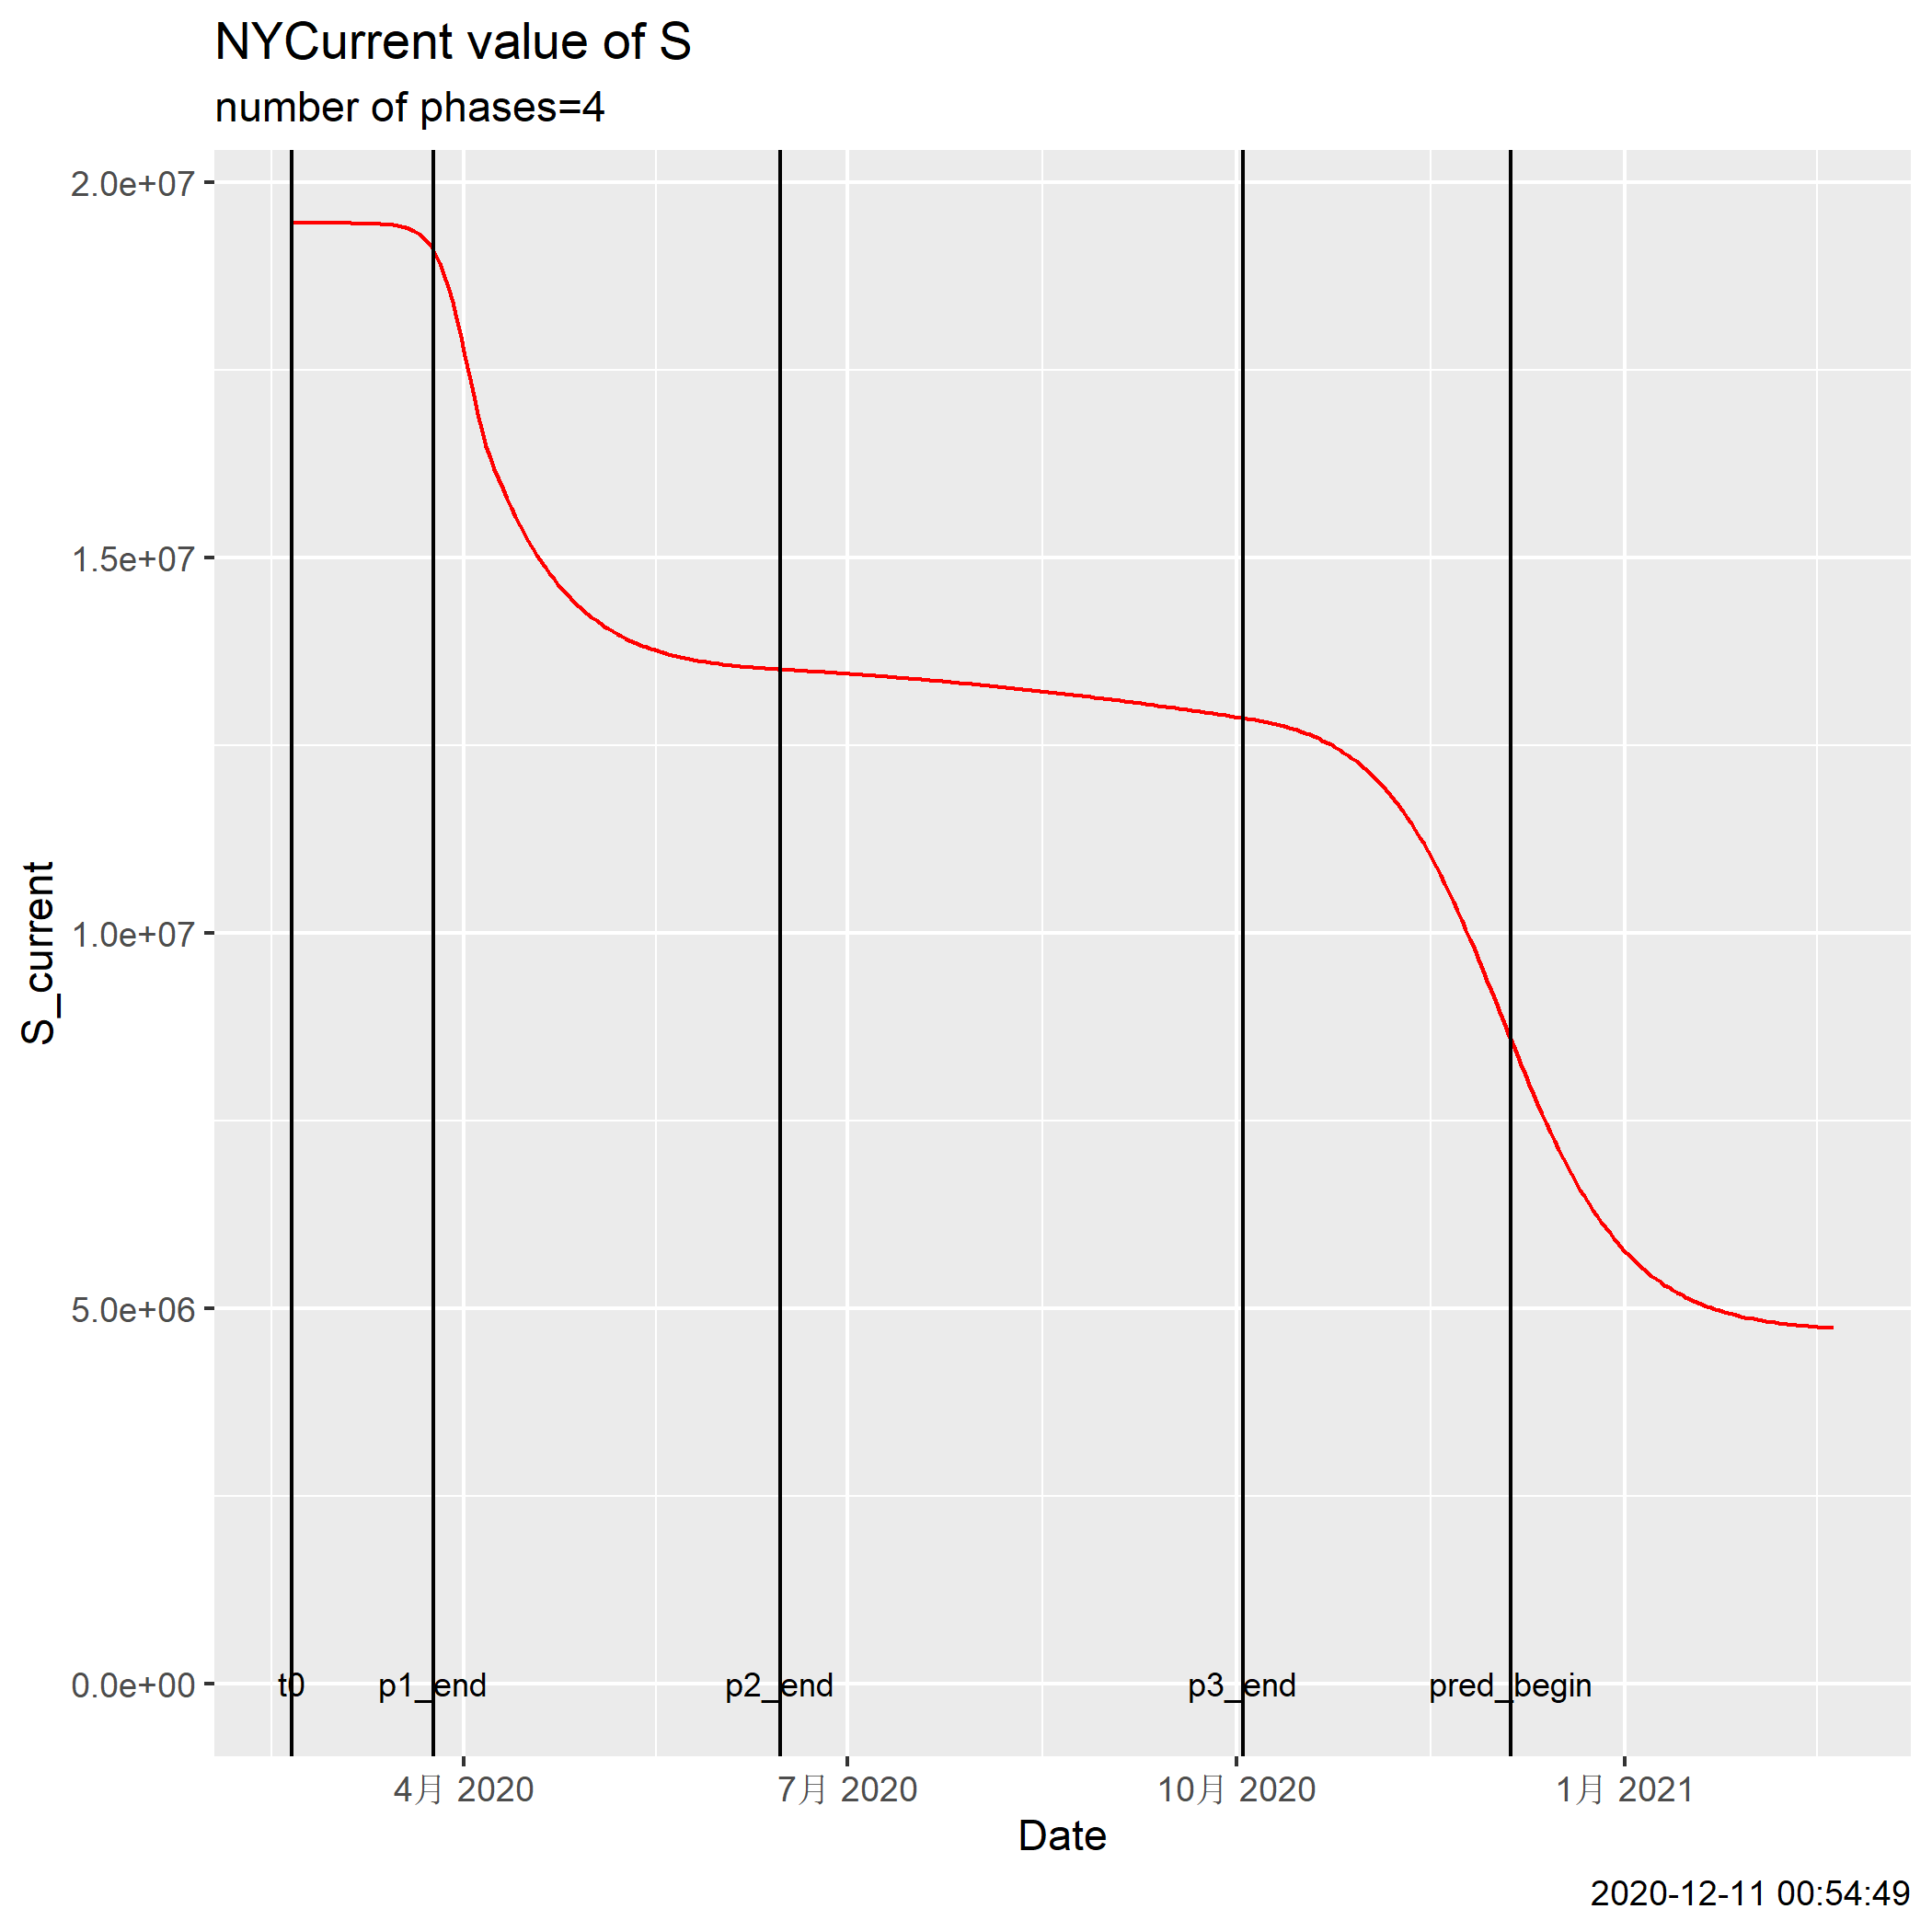 NYCurrent value of S
number of phases=4
2.0e+07
1.5e+07
1.0e+07
5.0e+06
0.0e+00
S_current
t0
p1_end
p2_end
p3_end
pred_begin
4月 2020
7月 2020
10月 2020
1月 2021
Date
2020-12-11 00:54:49